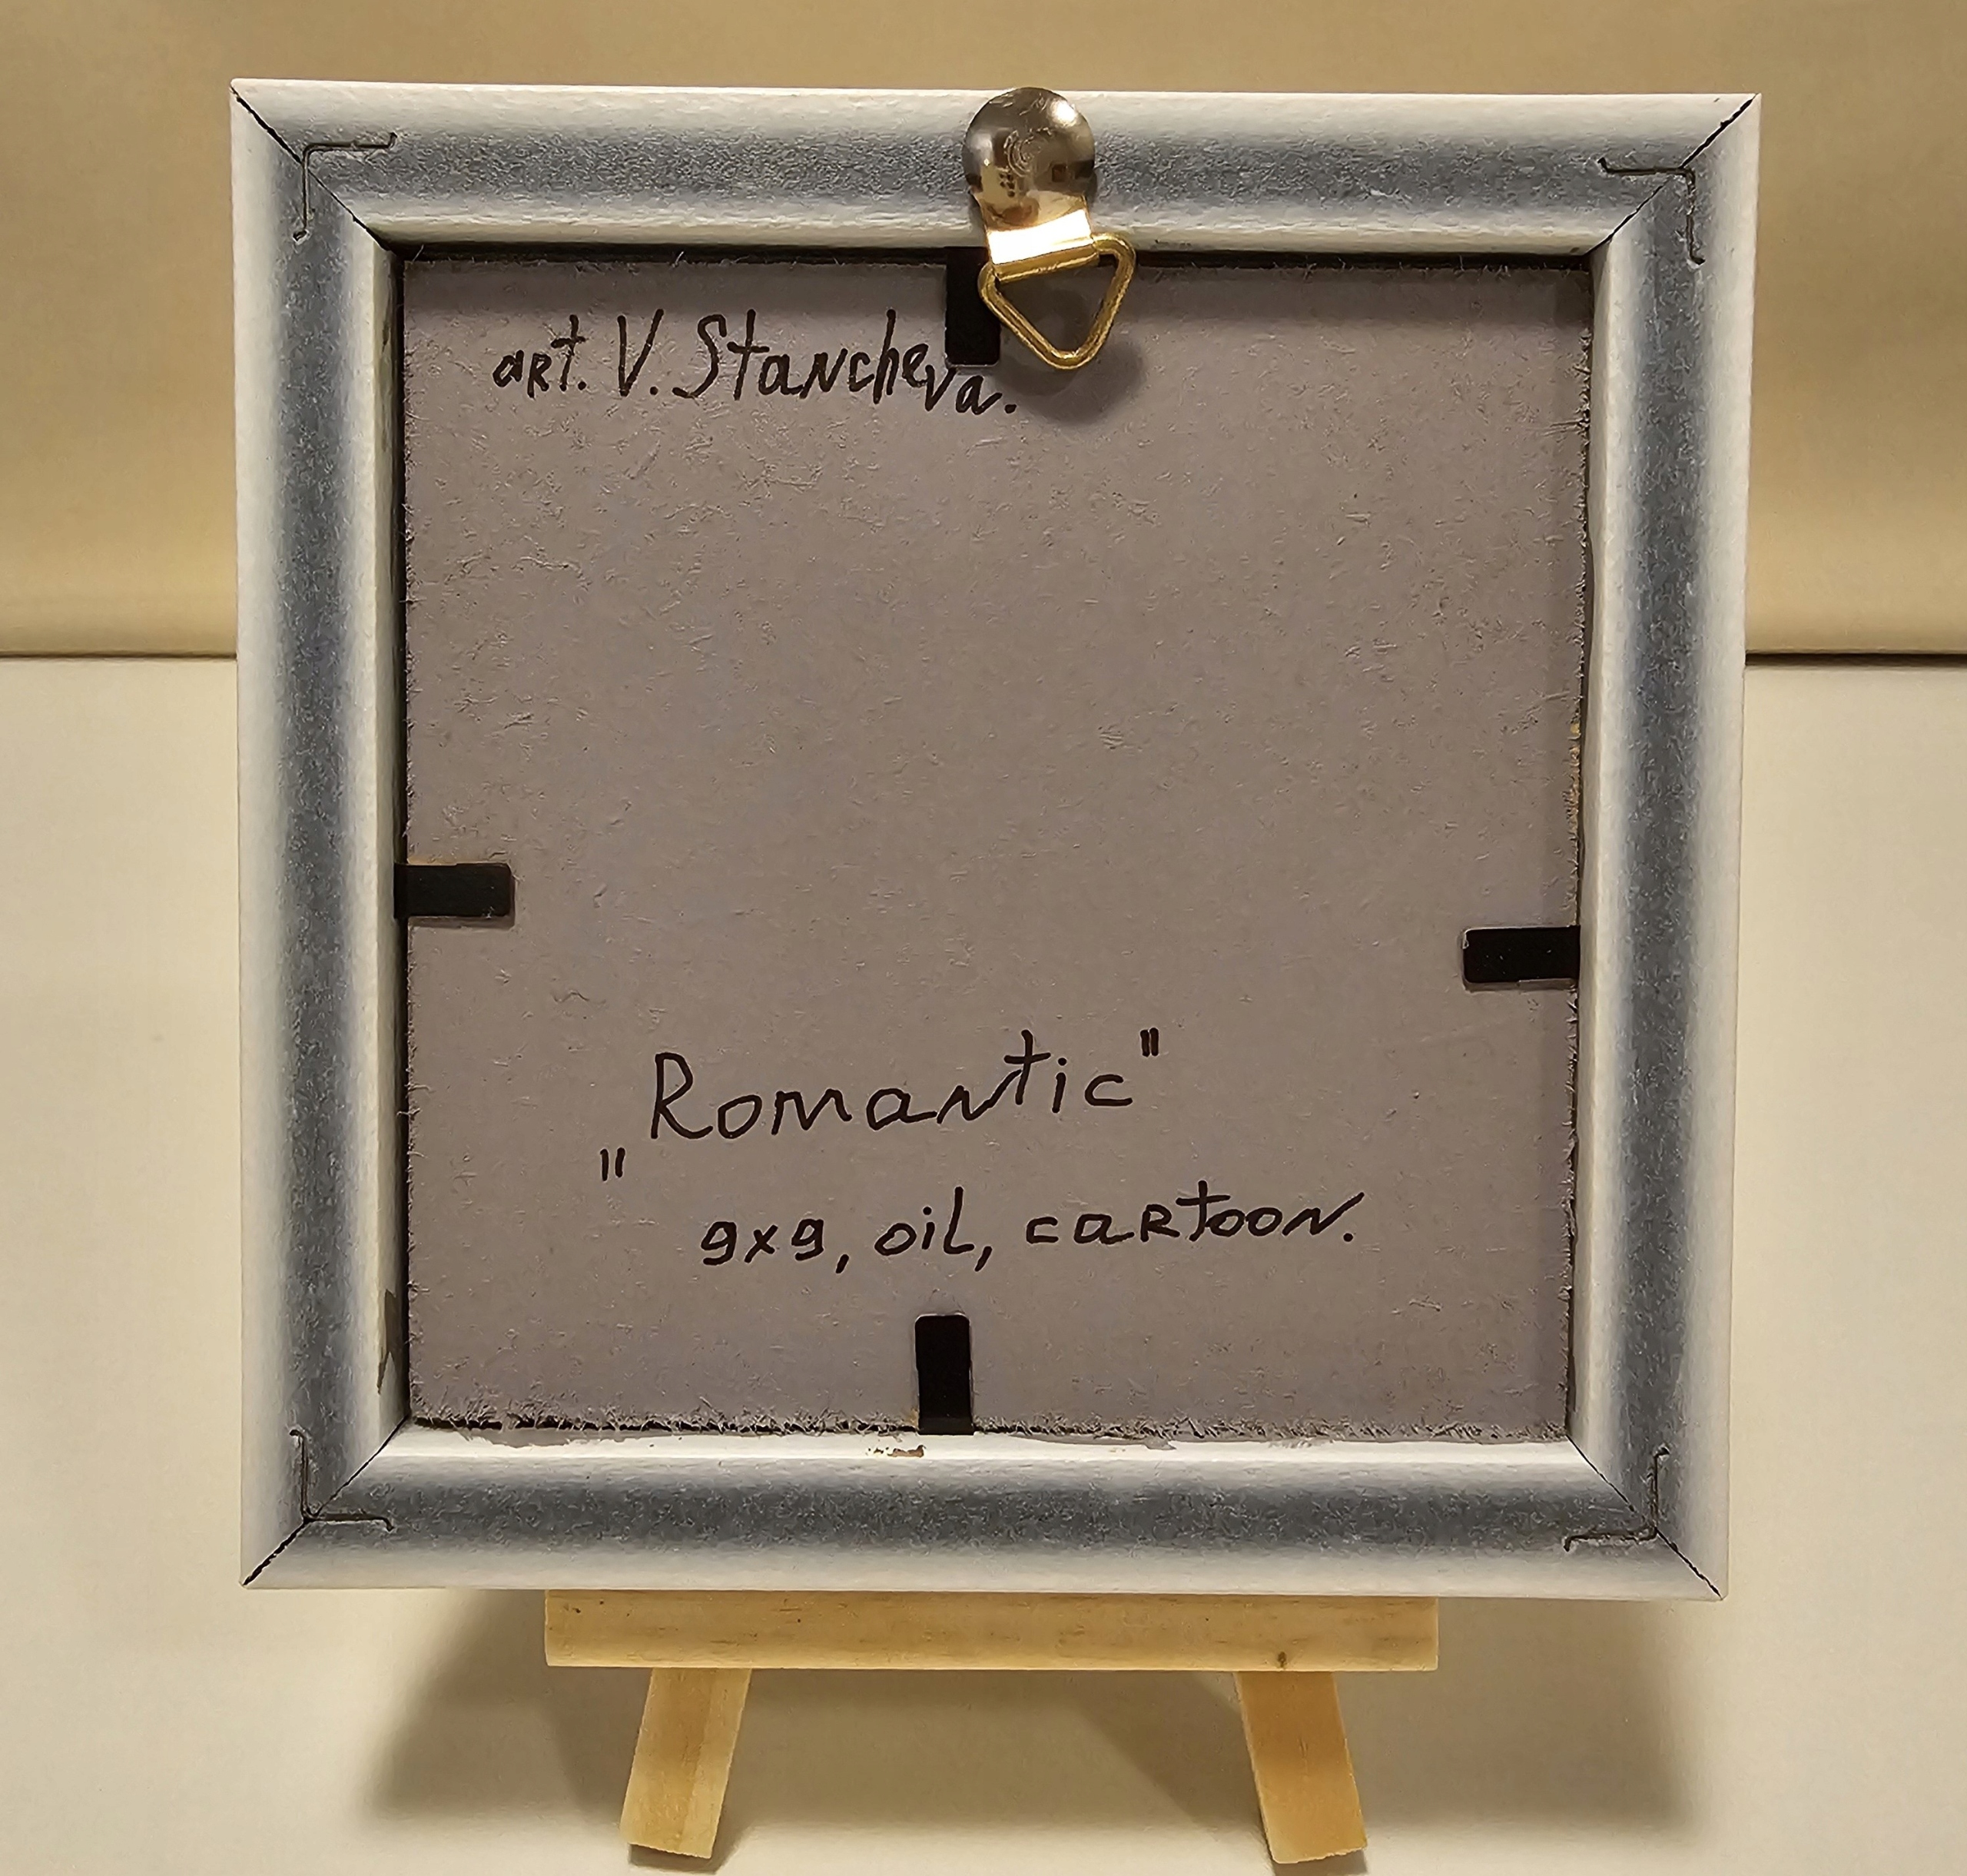 art. V. Stancheva.
„Romantic"
9x9, oil, cartoon.